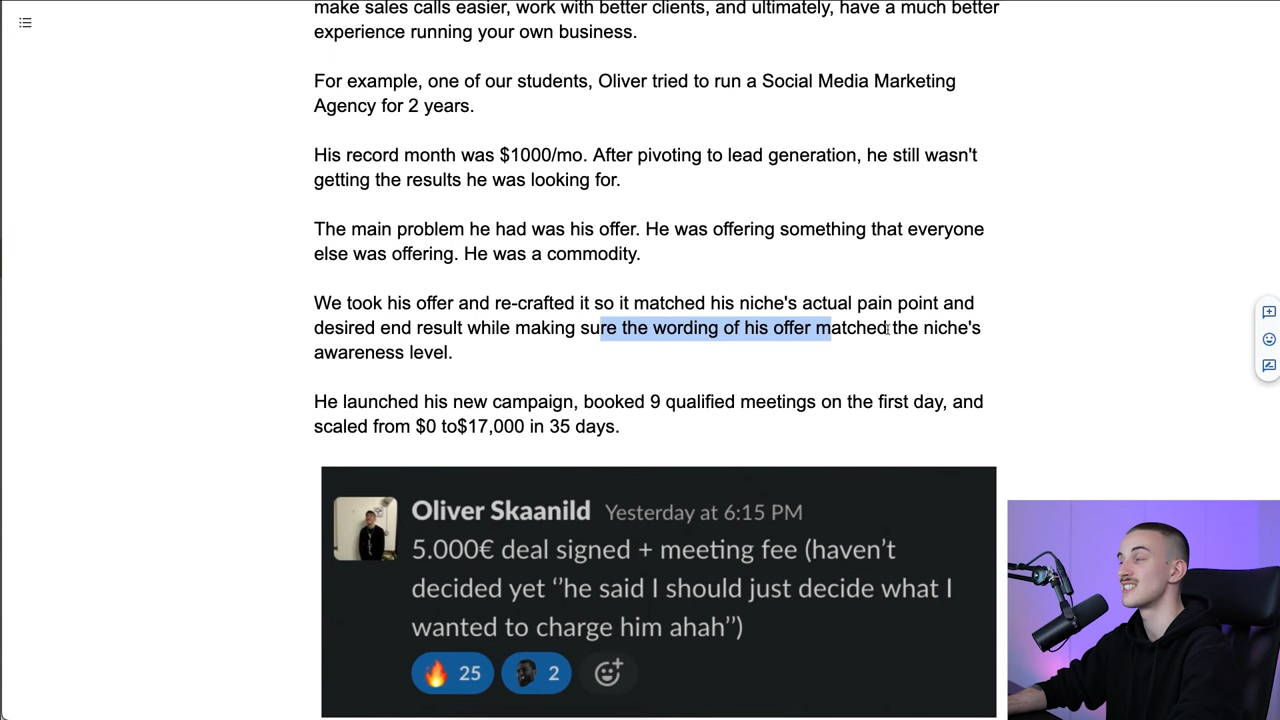 make sales calls easier, work with better clients, and ultimately, have a much better
experience running your own business.
For example, one of our students, Oliver tried to run a Social Media Marketing
Agency for 2 years.
His record month was $1000/mo. After pivoting to lead generation, he still wasn't
getting the results he was looking for.
The main problem he had was his offer. He was offering something that everyone
else was offering. He was a commodity.
We took his offer and re-crafted it so it matched his niche's actual pain point and
desired end result while making sure the wording of his offer matched the niche's
awareness level.
He launched his new campaign, booked 9 qualified meetings on the first day, and
scaled from $0 to$17,000 in 35 days.
Oliver Skaanild Yesterday at 6:15 PM
5.000€ deal signed + meeting fee (haven't
decided yet ‘’he said I should just decide what I
wanted to charge him ahah’’)
25 2